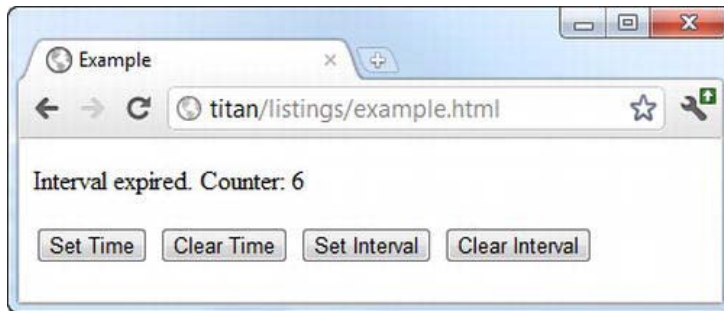 Example
titan/listings/example.html
Interval expired. Counter: 6
Set Time Clear Time Set Interval Clear Interval